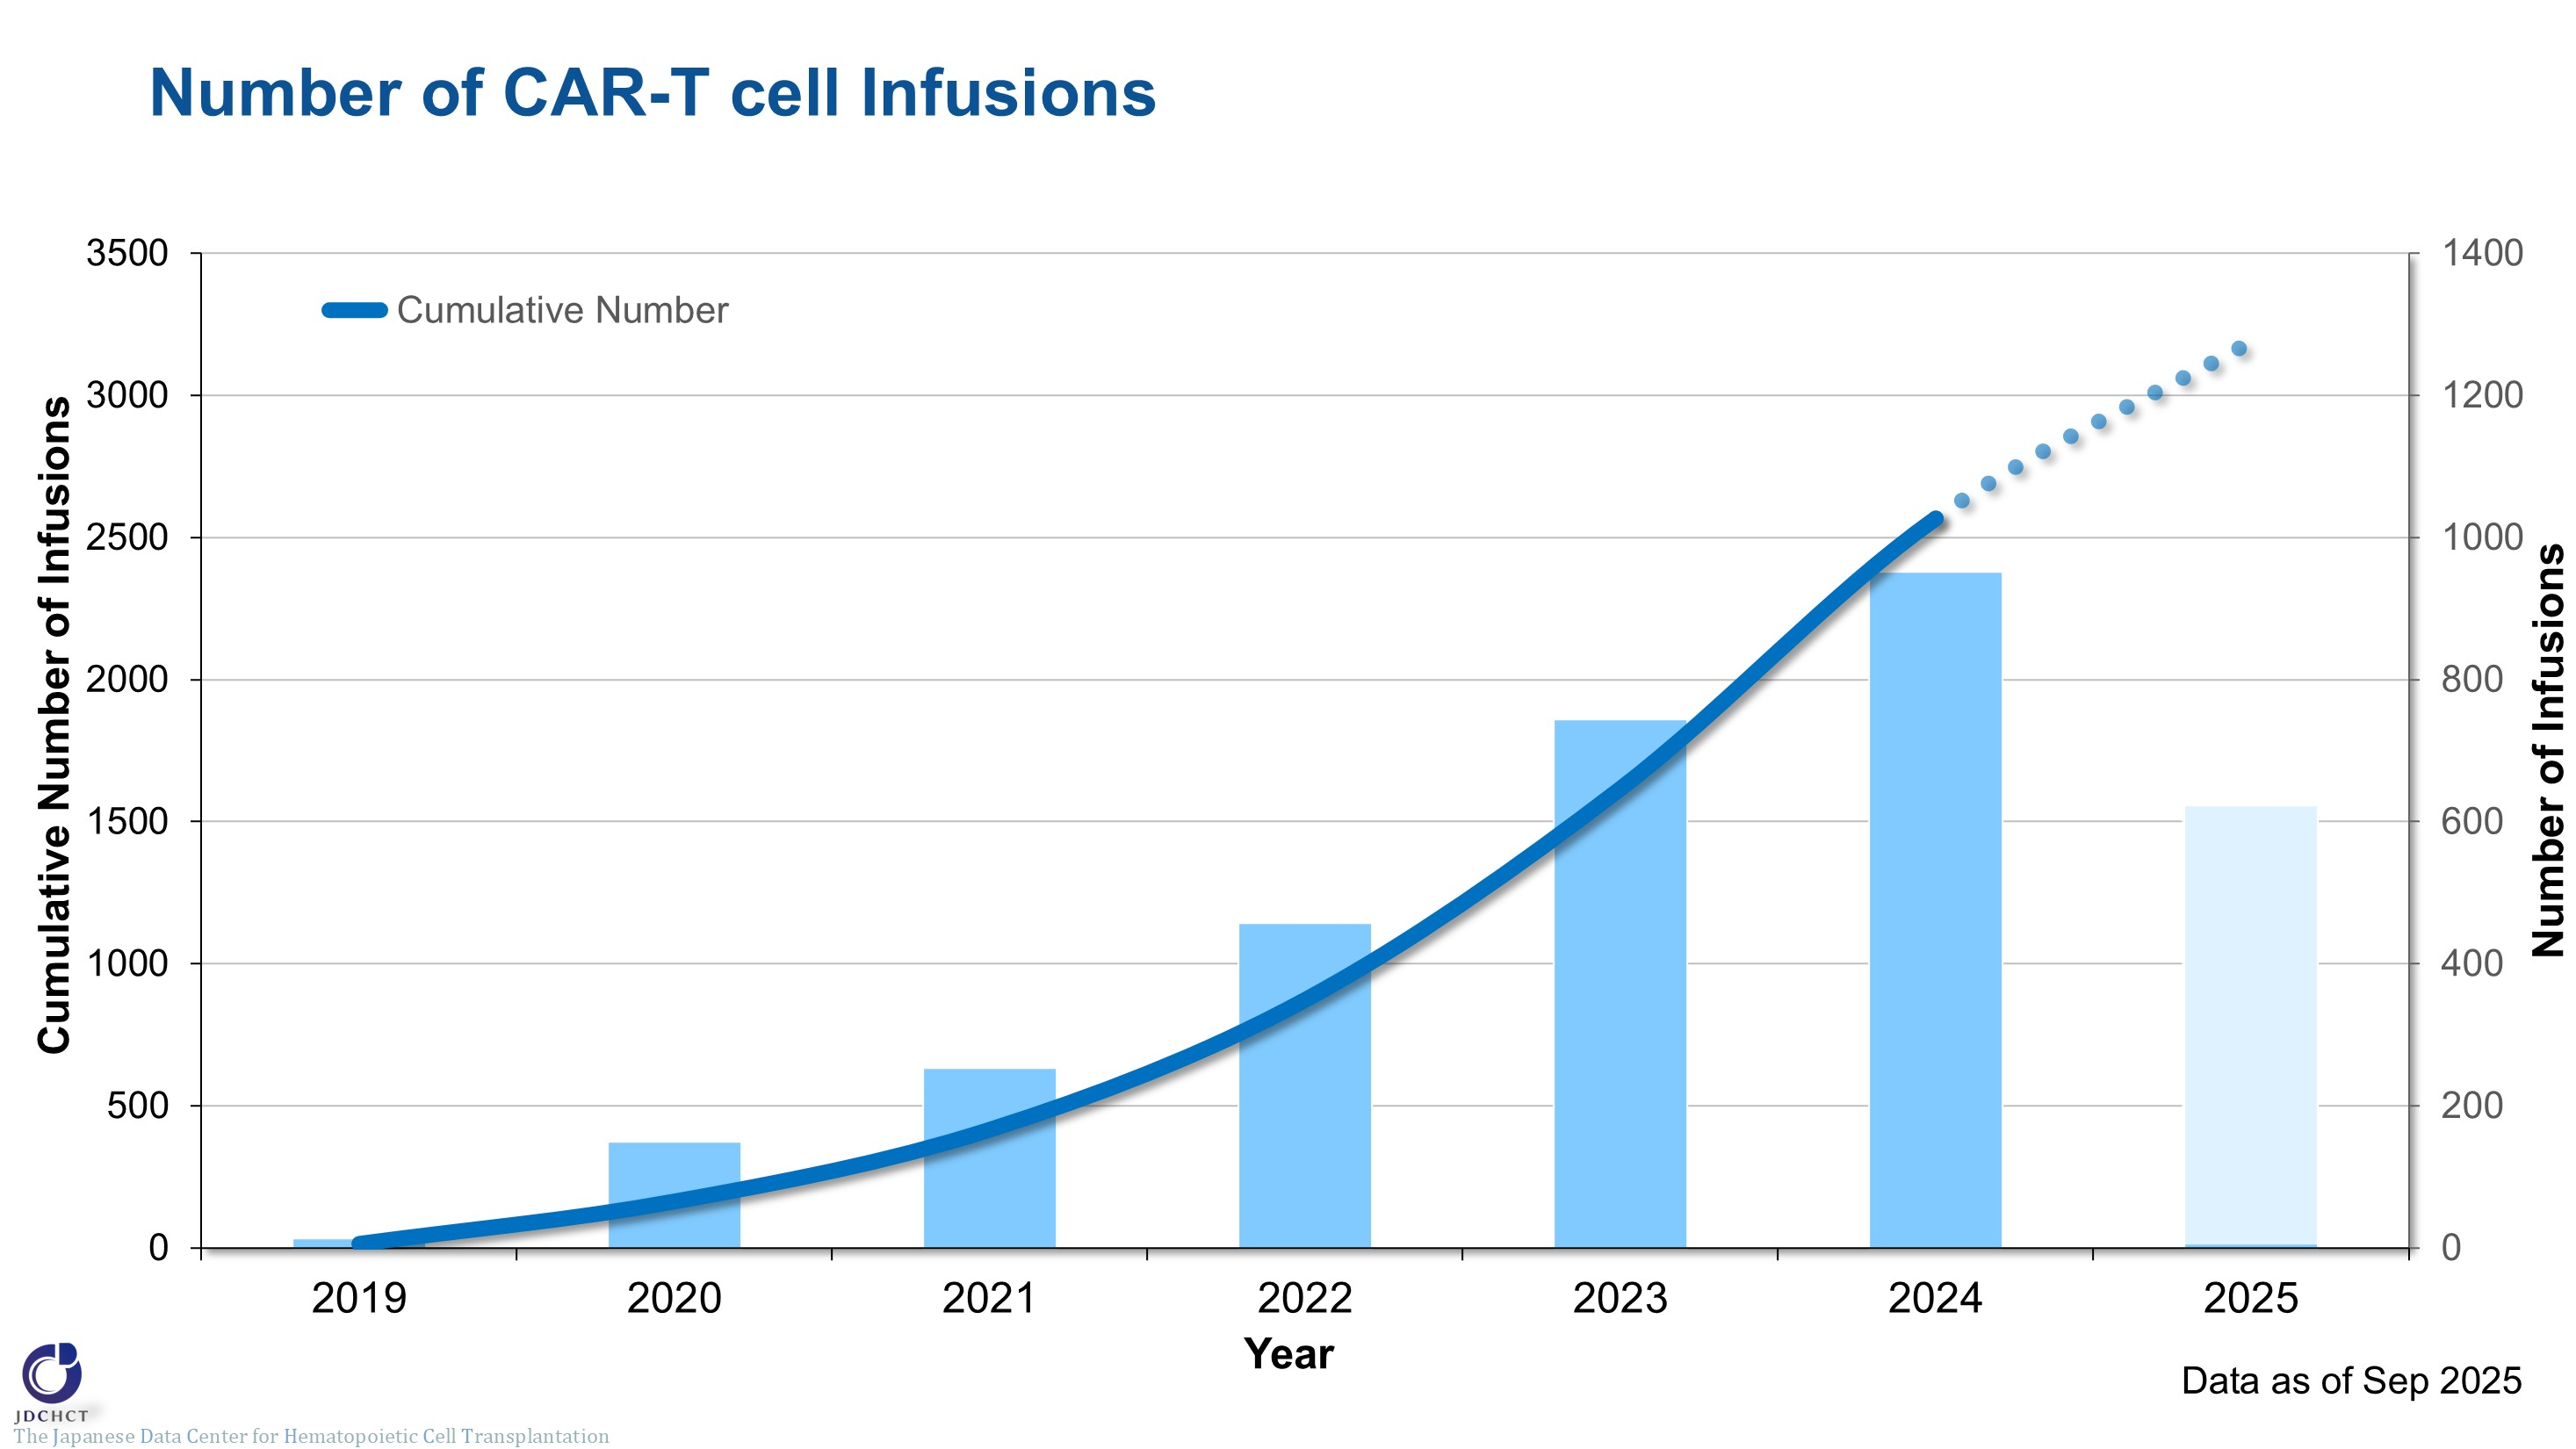 Number of CAR-T cell Infusions
Cumulative Number
Cumulative Number of Infusions
3500
3000
2500
2000
1500
1000
500
0
1400
1200
1000
800
600
400
200
0
Number of Infusions
2019 2020 2021 2022 2023 2024 2025
Year
Data as of Sep 2025
JDCHCT
The Japanese Data Center for Hematopoietic Cell Transplantation